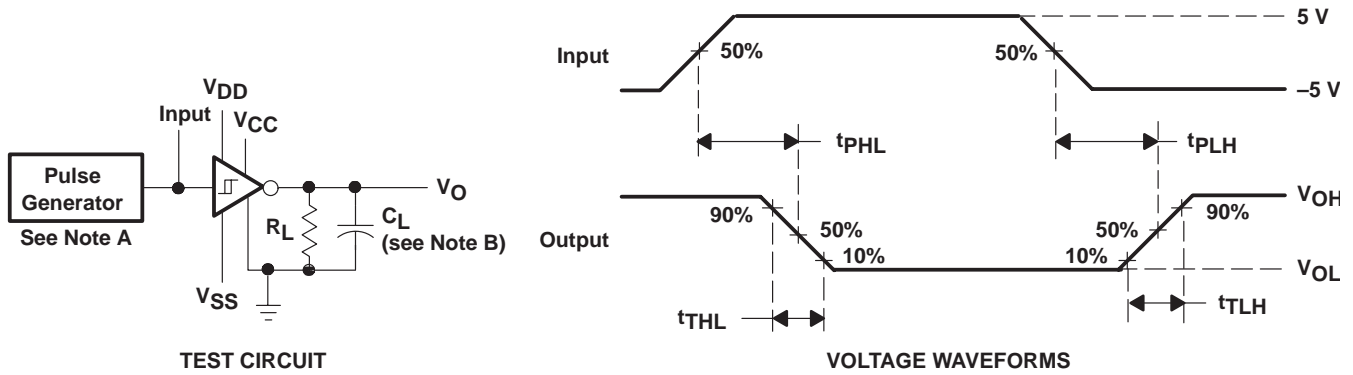 Pulse
Generator
See Note A
Input
VDD
VCC
VSS
RL
CL
(see Note B)
VO
TEST CIRCUIT
Input
50%
50%
5 V
–5 V
tPHL
tPLH
Output
90%
50%
10%
10%
50%
90%
VOH
VOL
tTHL
tTLH
VOLTAGE WAVEFORMS